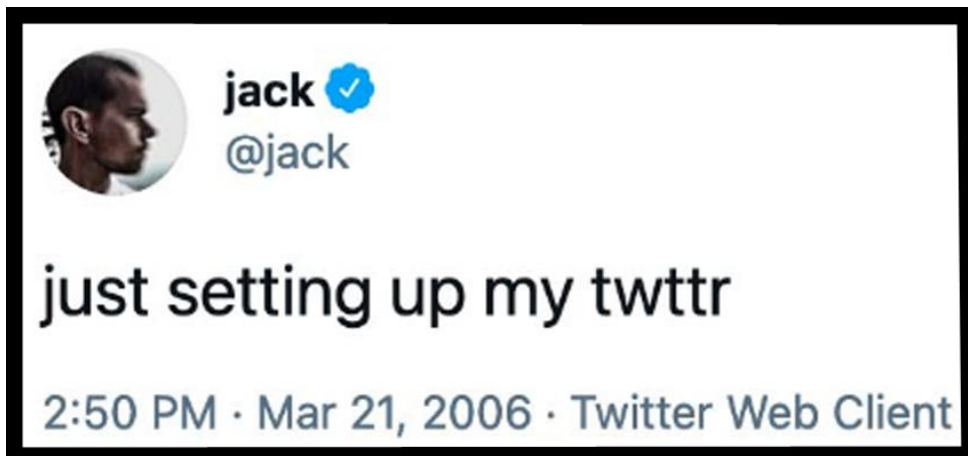 jack
@jack
just setting up my twttr
2:50 PM · Mar 21, 2006 · Twitter Web Client